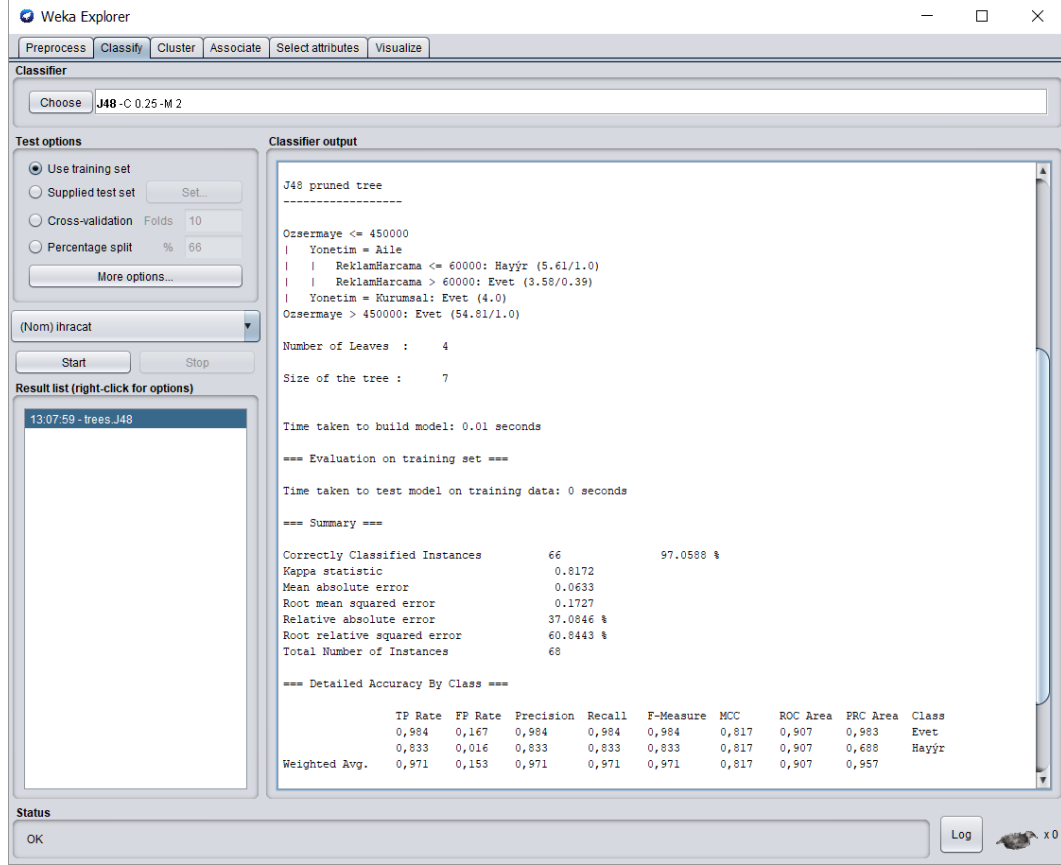 Weka Explorer
Preprocess Classify Cluster Associate Select attributes Visualize
Classifier
Choose J48 -C 0.25 -M 2
Test options
Use training set
Supplied test set Set...
Cross-validation Folds 10
Percentage split % 66
More options...
(Nom) ihracat
Start Stop
Result list (right-click for options)
13:07:59 - trees.J48
Classifier output
J48 pruned tree
------------------
Ozsermaye <= 450000
|   Yonetim = Aile
|   |   ReklamHarcama <= 60000: Hayýr (5.61/1.0)
|   |   ReklamHarcama > 60000: Evet (3.58/0.39)
|   Yonetim = Kurumsal: Evet (4.0)
Ozsermaye > 450000: Evet (54.81/1.0)
Number of Leaves  :     4
Size of the tree :      7
Time taken to build model: 0.01 seconds
=== Evaluation on training set ===
Time taken to test model on training data: 0 seconds
=== Summary ===
Correctly Classified Instances          66               97.0588 %
Kappa statistic                          0.8172
Mean absolute error                      0.0633
Root mean squared error                  0.1727
Relative absolute error                 37.0846 %
Root relative squared error             60.8443 %
Total Number of Instances               68
=== Detailed Accuracy By Class ===
TP Rate  FP Rate  Precision  Recall   F-Measure  MCC      ROC Area  PRC Area  Class
0,984    0,167    0,984      0,984    0,984      0,817    0,907     0,983     Evet
0,833    0,016    0,833      0,833    0,833      0,817    0,907     0,688     Hayýr
Weighted Avg.    0,971    0,153    0,971      0,971    0,971      0,817    0,907     0,957
Status
OK
Log x 0